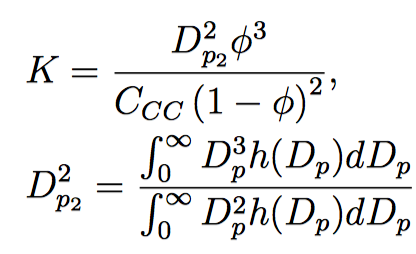 K = \frac{D_{p_2}^2 \phi^3}{C_{CC} (1 - \phi)^2},
D_{p_2}^2 = \frac{\int_0^\infty D_p^3 h(D_p) dD_p}{\int_0^\infty D_p^2 h(D_p) dD_p}